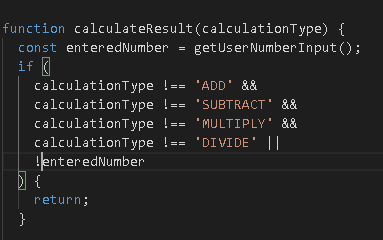 function calculateResult(calculationType) {
const enteredNumber = getUserNumberInput();
if (
calculationType !== 'ADD' &&
calculationType !== 'SUBTRACT' &&
calculationType !== 'MULTIPLY' &&
calculationType !== 'DIVIDE' ||
!enteredNumber
) {
return;
}